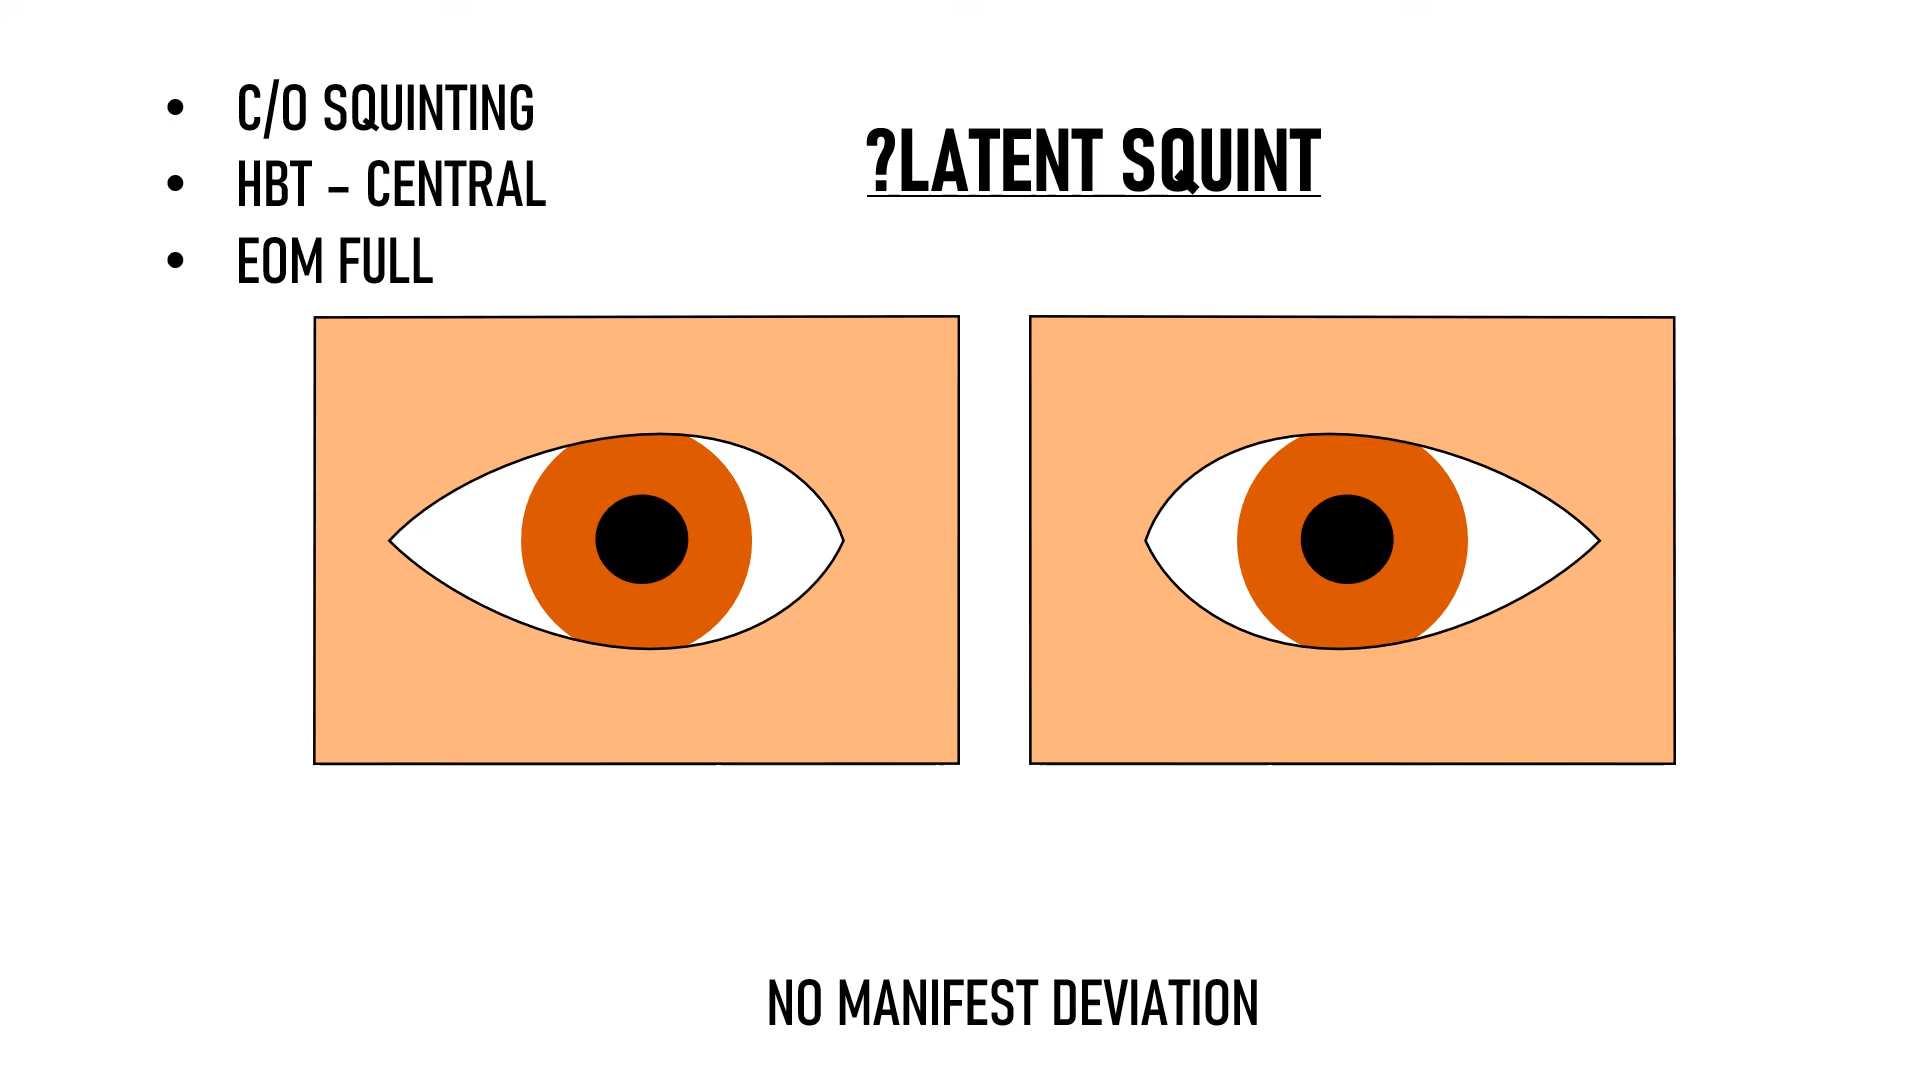 C/O SQUINTING
HBT – CENTRAL
EOM FULL
?LATENT SQUINT
NO MANIFEST DEVIATION